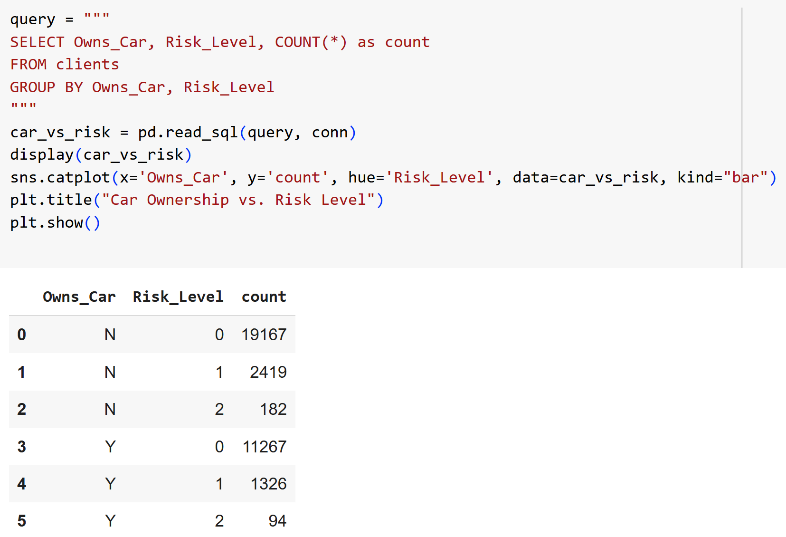 query = """
SELECT Owns_Car, Risk_Level, COUNT(*) as count
FROM clients
GROUP BY Owns_Car, Risk_Level
"""
car_vs_risk = pd.read_sql(query, conn)
display(car_vs_risk)
sns.catplot(x='Owns_Car', y='count', hue='Risk_Level', data=car_vs_risk, kind="bar")
plt.title("Car Ownership vs. Risk Level")
plt.show()
Owns_Car Risk_Level count
0 N 0 19167
1 N 1 2419
2 N 2 182
3 Y 0 11267
4 Y 1 1326
5 Y 2 94